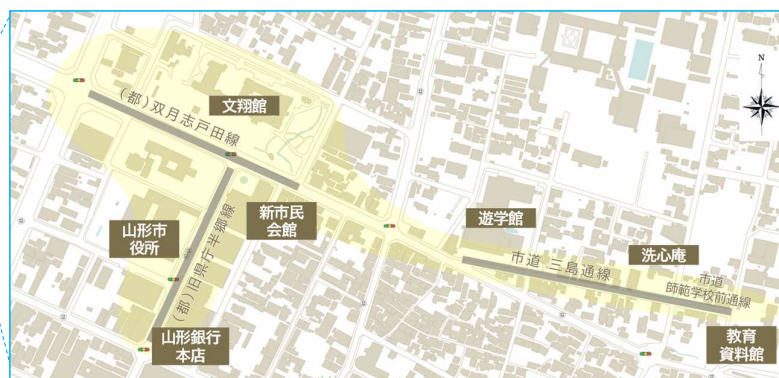 N
文翔館
(都)双月志戸田線
山形市
役所
新市民
会館
(都)旧県庁半郷線
山形銀行
本店
遊学館
市道 三島通線
洗心庵
市道
師範学校前通線
教育
資料館